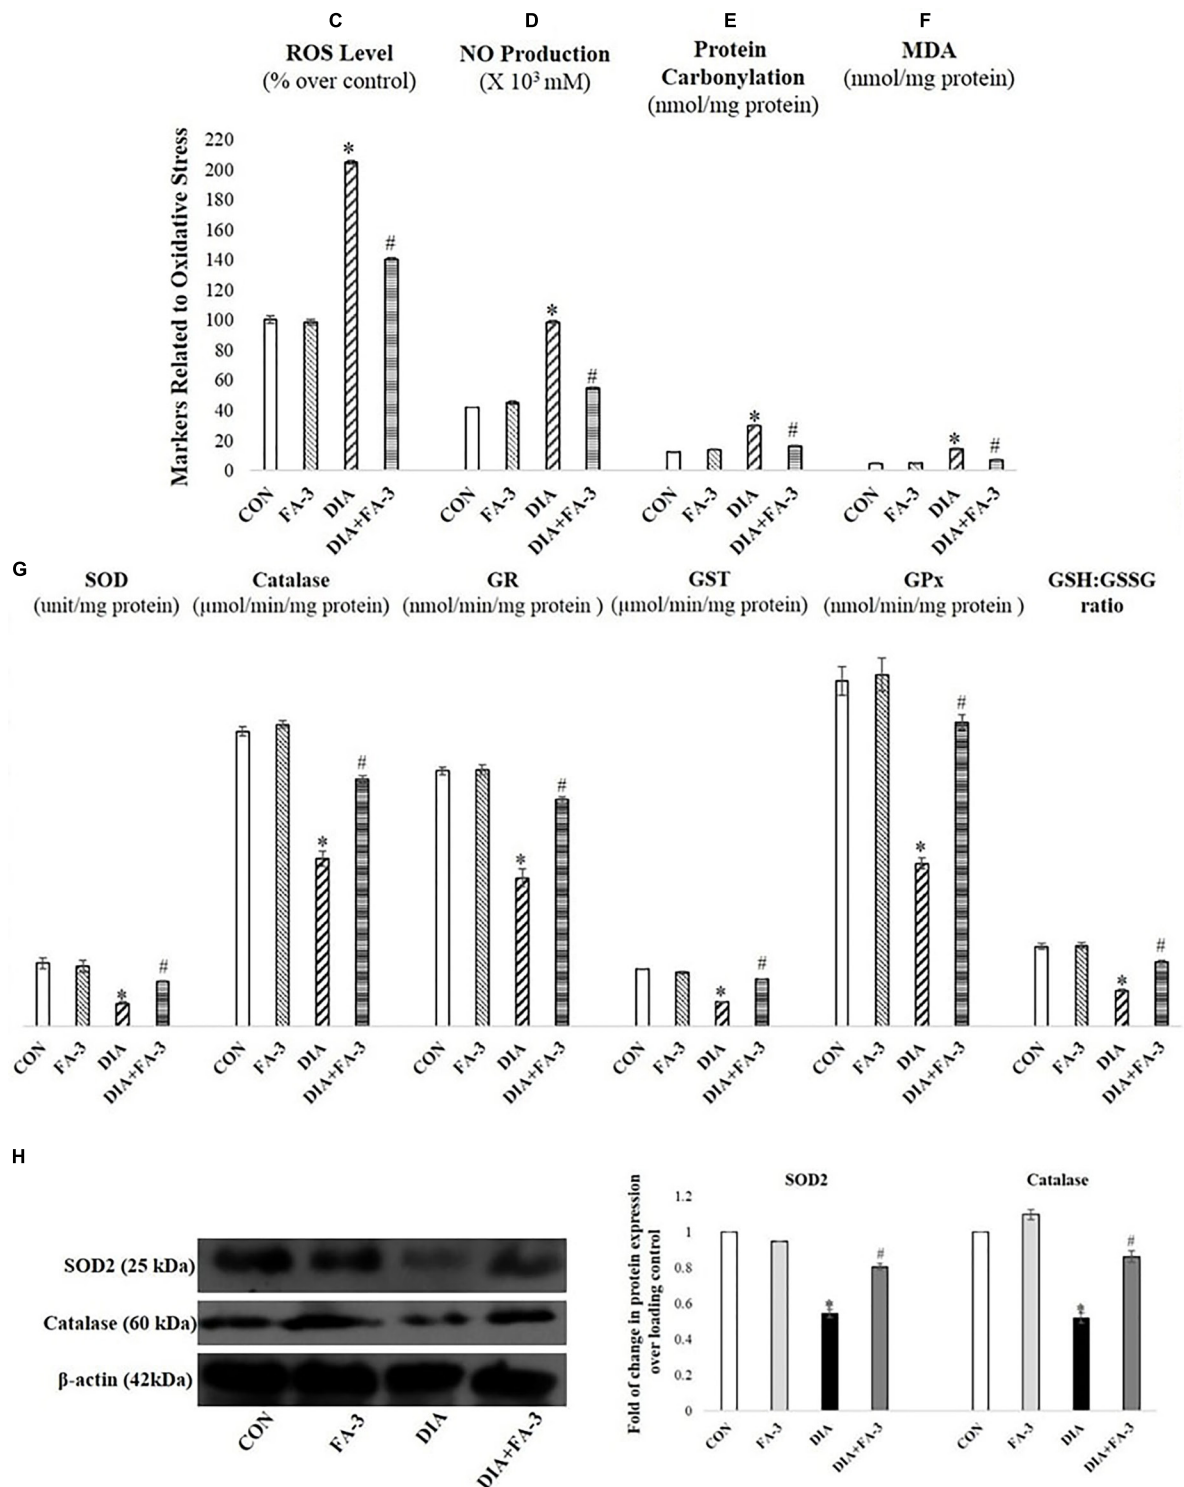 C D E F
ROS Level
(% over control)
NO Production
(X 10³ mM)
Protein
Carbonylation
(nmol/mg protein)
MDA
(nmol/mg protein)
Markers Related to Oxidative Stress
220
200
180
160
140
120
100
80
60
40
20
0
* # * # * # * #
CON FA-3 DIA DIA+FA-3 CON FA-3 DIA DIA+FA-3 CON FA-3 DIA DIA+FA-3 CON FA-3 DIA DIA+FA-3
G
SOD
(unit/mg protein)
Catalase
(μmol/min/mg protein)
GR
(nmol/min/mg protein )
GST
(μmol/min/mg protein)
GPx
(nmol/min/mg protein )
GSH:GSSG
ratio
* # * # * # * # * # * #
CON FA-3 DIA DIA+FA-3 CON FA-3 DIA DIA+FA-3 CON FA-3 DIA DIA+FA-3 CON FA-3 DIA DIA+FA-3 CON FA-3 DIA DIA+FA-3 CON FA-3 DIA DIA+FA-3
H
SOD2 (25 kDa)
Catalase (60 kDa)
β-actin (42kDa)
CON FA-3 DIA DIA+FA-3
Fold of change in protein expression
over loading control
SOD2 Catalase
1.2
1
0.8
0.6
0.4
0.2
0
* # * #
CON FA-3 DIA DIA+FA-3 CON FA-3 DIA DIA+FA-3